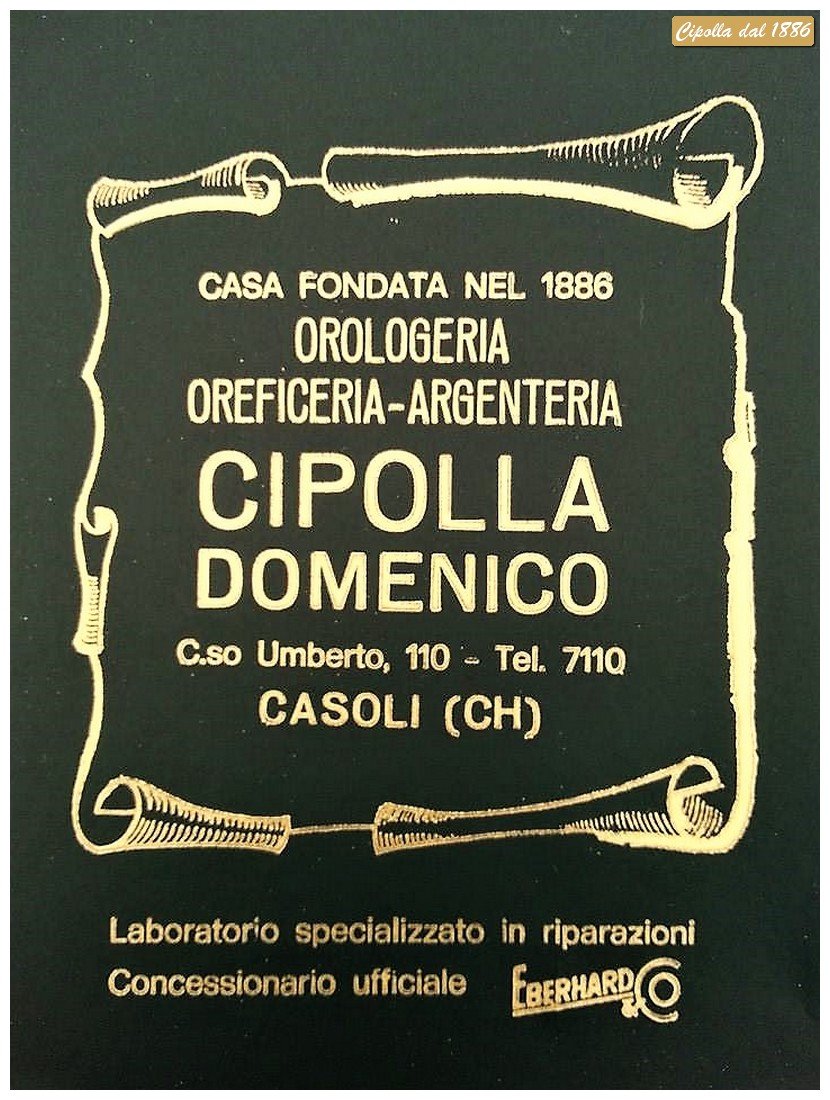 Cipolla dal 1886
CASA FONDATA NEL 1886
OROLOGERIA
OREFICERIA-ARGENTERIA
CIPOLLA
DOMENICO
C.so Umberto, 110 - Tel. 7110
CASOLI (CH)
Laboratorio specializzato in riparazioni
Concessionario ufficiale EBERHARD & CO